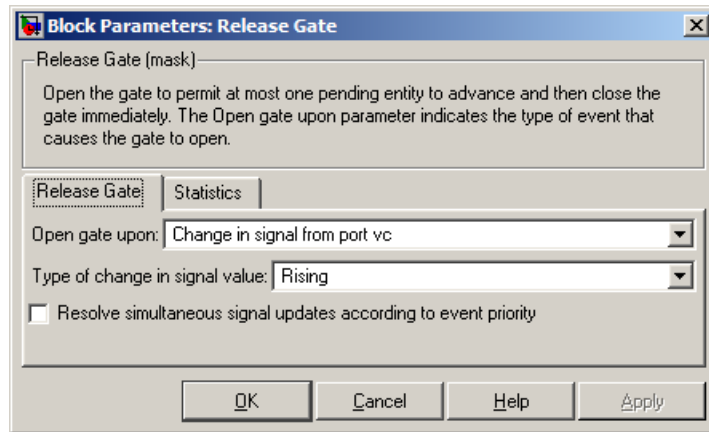 Block Parameters: Release Gate
Release Gate (mask)
Open the gate to permit at most one pending entity to advance and then close the
gate immediately. The Open gate upon parameter indicates the type of event that
causes the gate to open.
Release Gate Statistics
Open gate upon: Change in signal from port vc
Type of change in signal value: Rising
Resolve simultaneous signal updates according to event priority
OK Cancel Help Apply